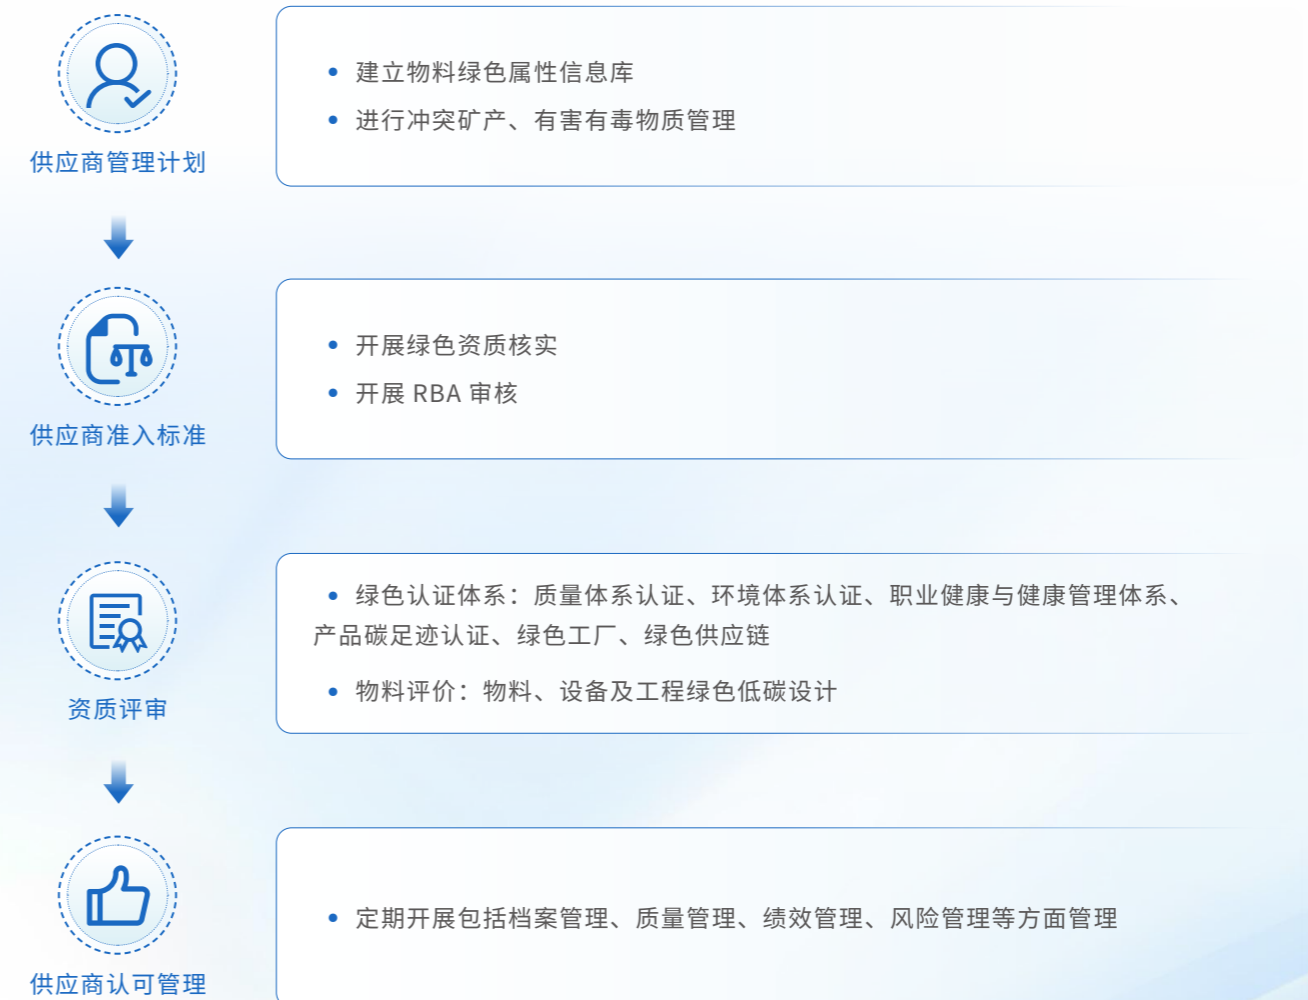 供应商管理计划
建立物料绿色属性信息库
进行冲突矿产、有害有毒物质管理
供应商准入标准
开展绿色资质核实
开展 RBA 审核
资质评审
绿色认证体系：质量体系认证、环境体系认证、职业健康与健康管理体系、
产品碳足迹认证、绿色工厂、绿色供应链
物料评价：物料、设备及工程绿色低碳设计
供应商认可管理
定期开展包括档案管理、质量管理、绩效管理、风险管理等方面管理